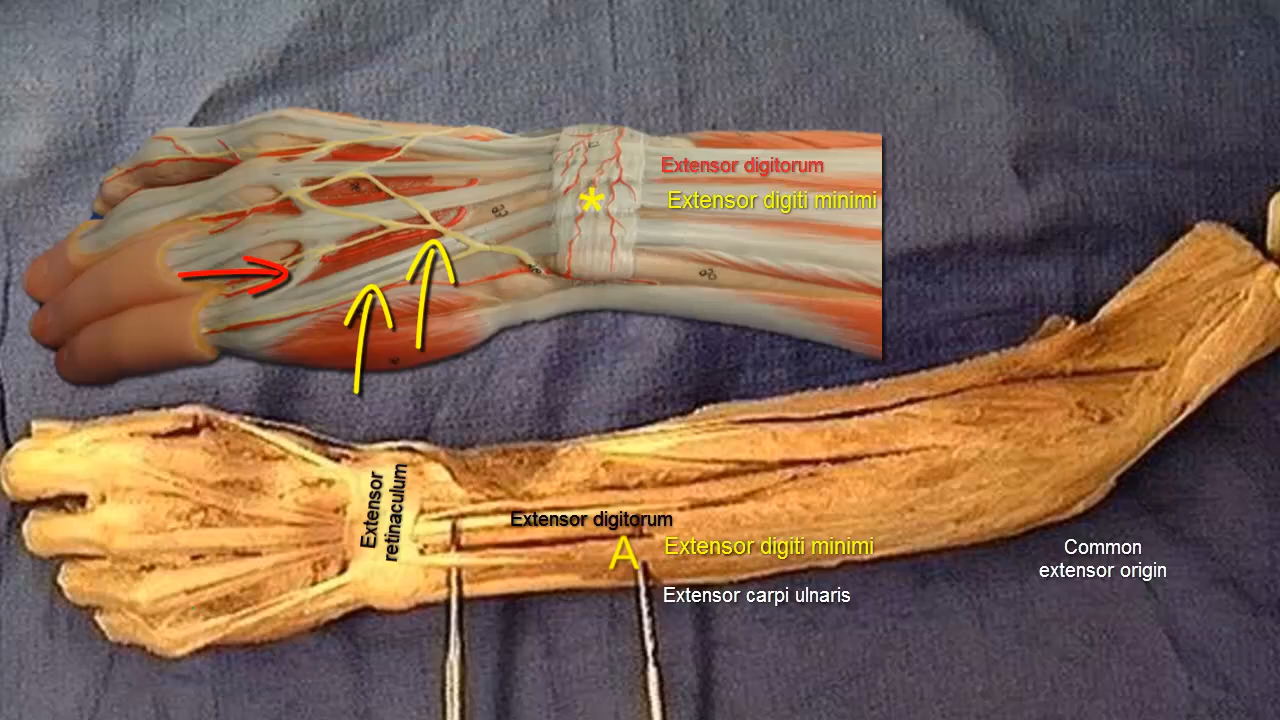 Extensor digitorum
*
Extensor digiti minimi
Extensor
retinaculum
Extensor digitorum
A
Extensor digiti minimi
Extensor carpi ulnaris
Common
extensor origin